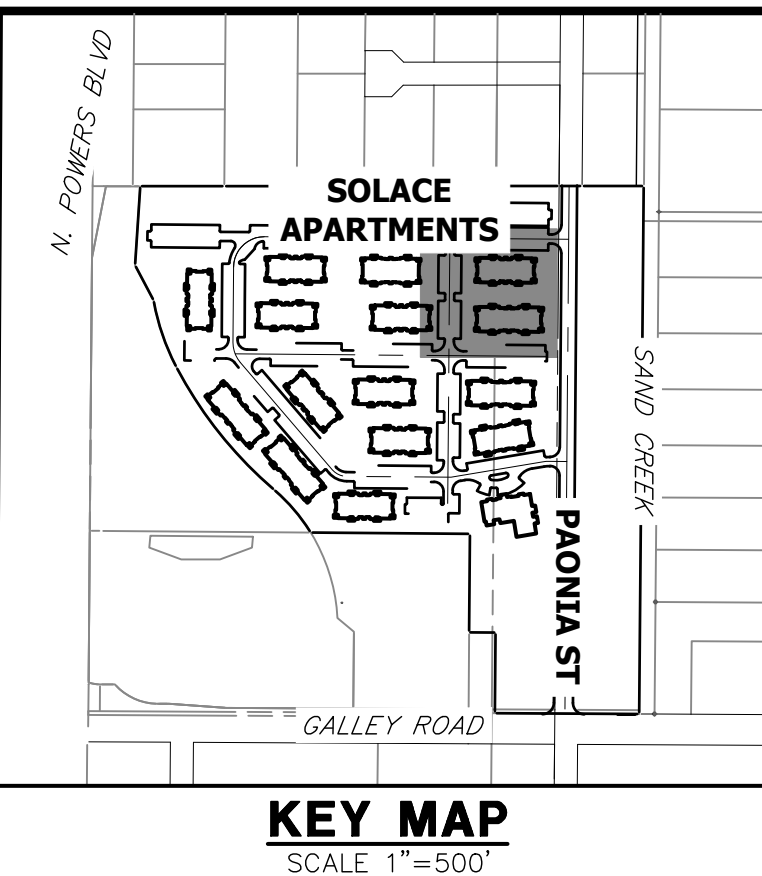 N. POWERS BLVD
SOLACE
APARTMENTS
SAND CREEK
PAONIA ST
GALLEY ROAD
KEY MAP
SCALE 1"=500'